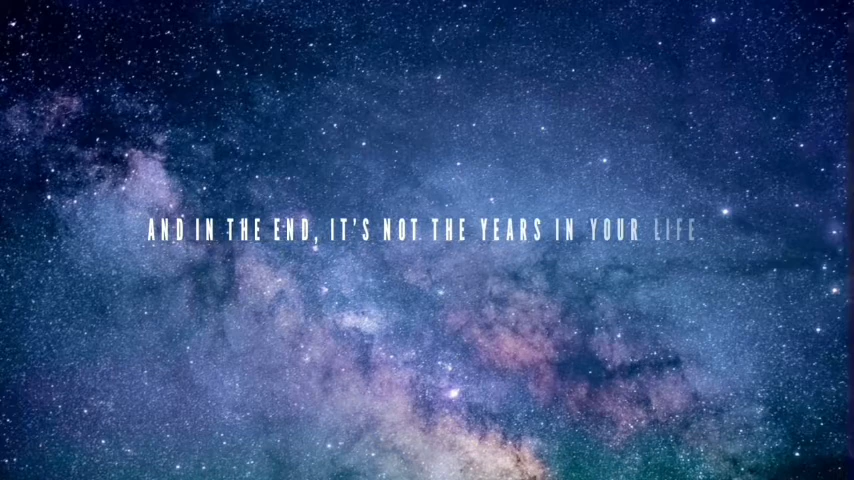 AND IN THE END, IT'S NOT THE YEARS IN YOUR LIFE